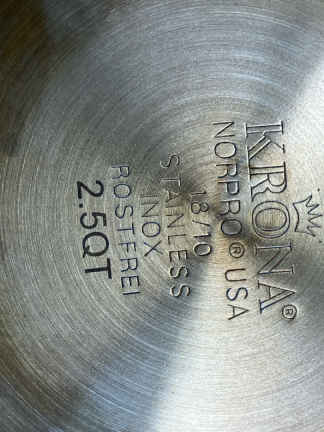 KRONA®
NORPRO® USA
18/10
STAINLESS
INOX
ROSTFREI
2.5QT